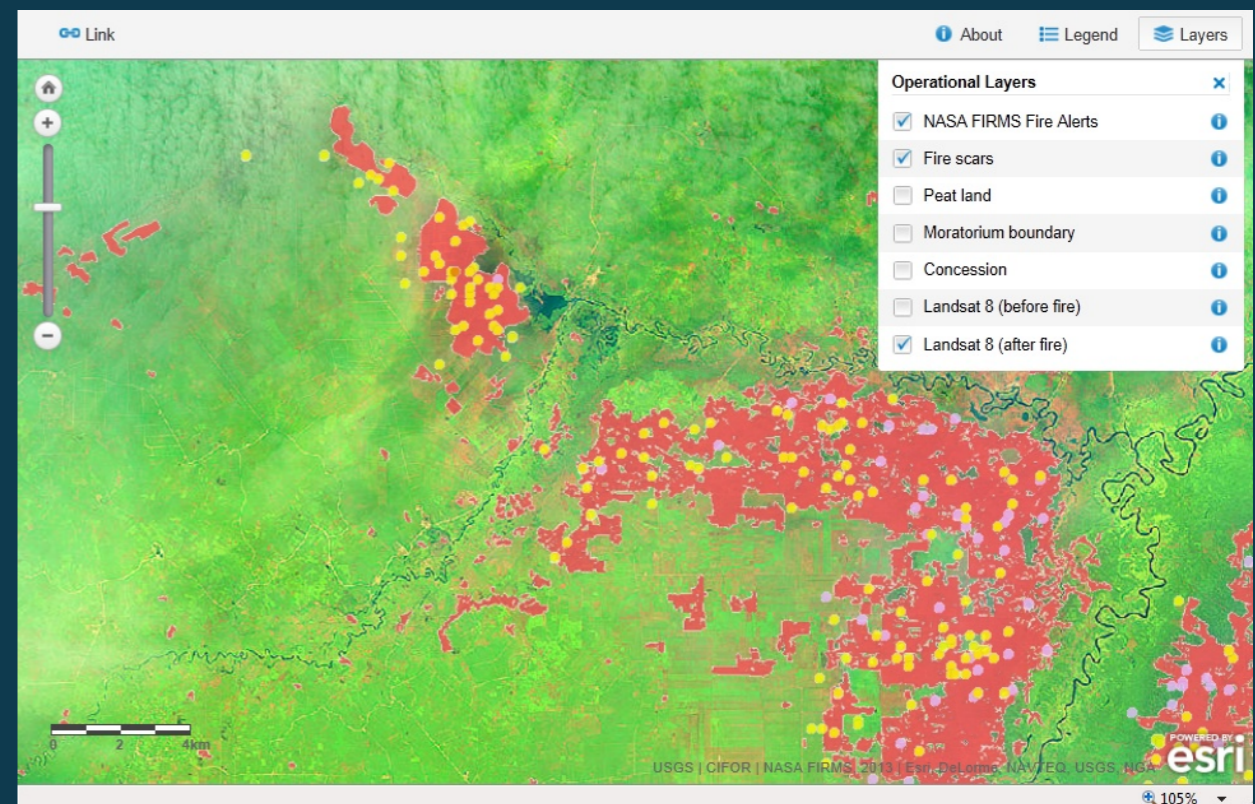 Link
About
Legend
Layers
Operational Layers
NASA FIRMS Fire Alerts
Fire scars
Peat land
Moratorium boundary
Concession
Landsat 8 (before fire)
Landsat 8 (after fire)
0 2 4km
USGS | CIFOR | NASA FIRMS, 2013 | Esri, DeLorme, NAVTEQ, USGS, NGA
POWERED BY
esri
105%